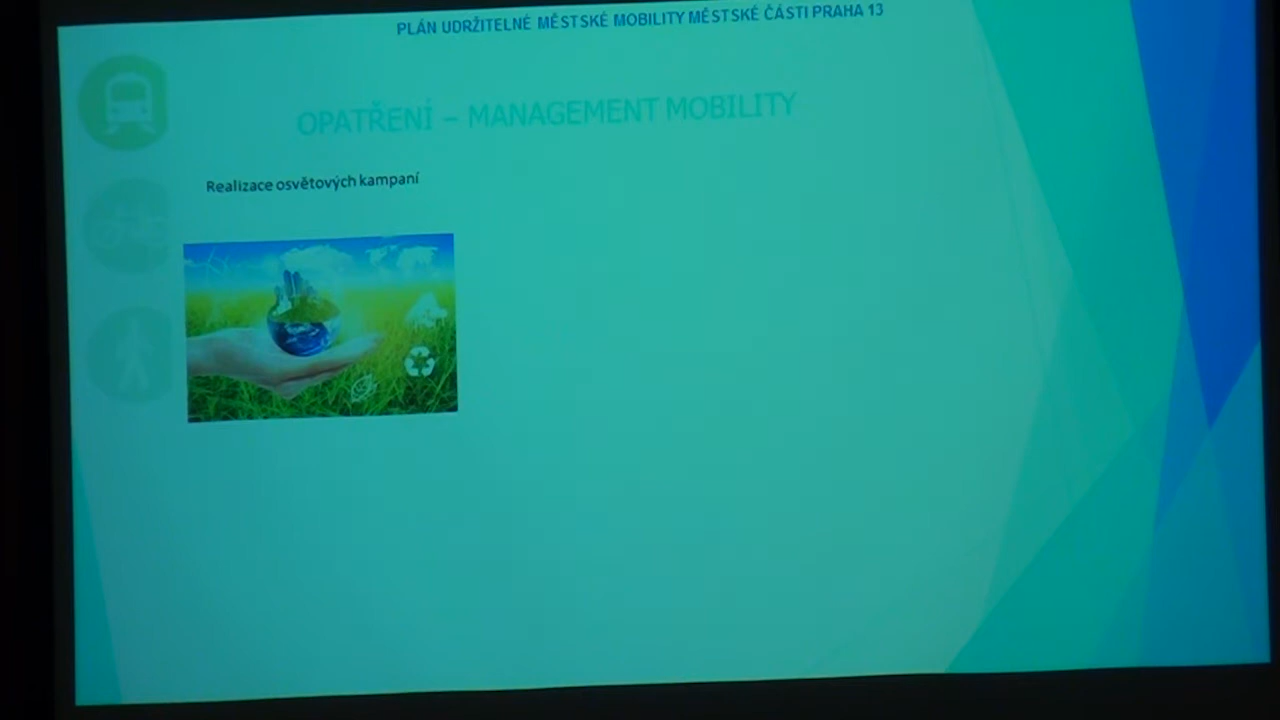 PLÁN UDRŽITELNÉ MĚSTSKÉ MOBILITY MĚSTSKÉ ČÁSTI PRAHA 13
OPATŘENÍ – MANAGEMENT MOBILITY
Realizace osvětových kampaní